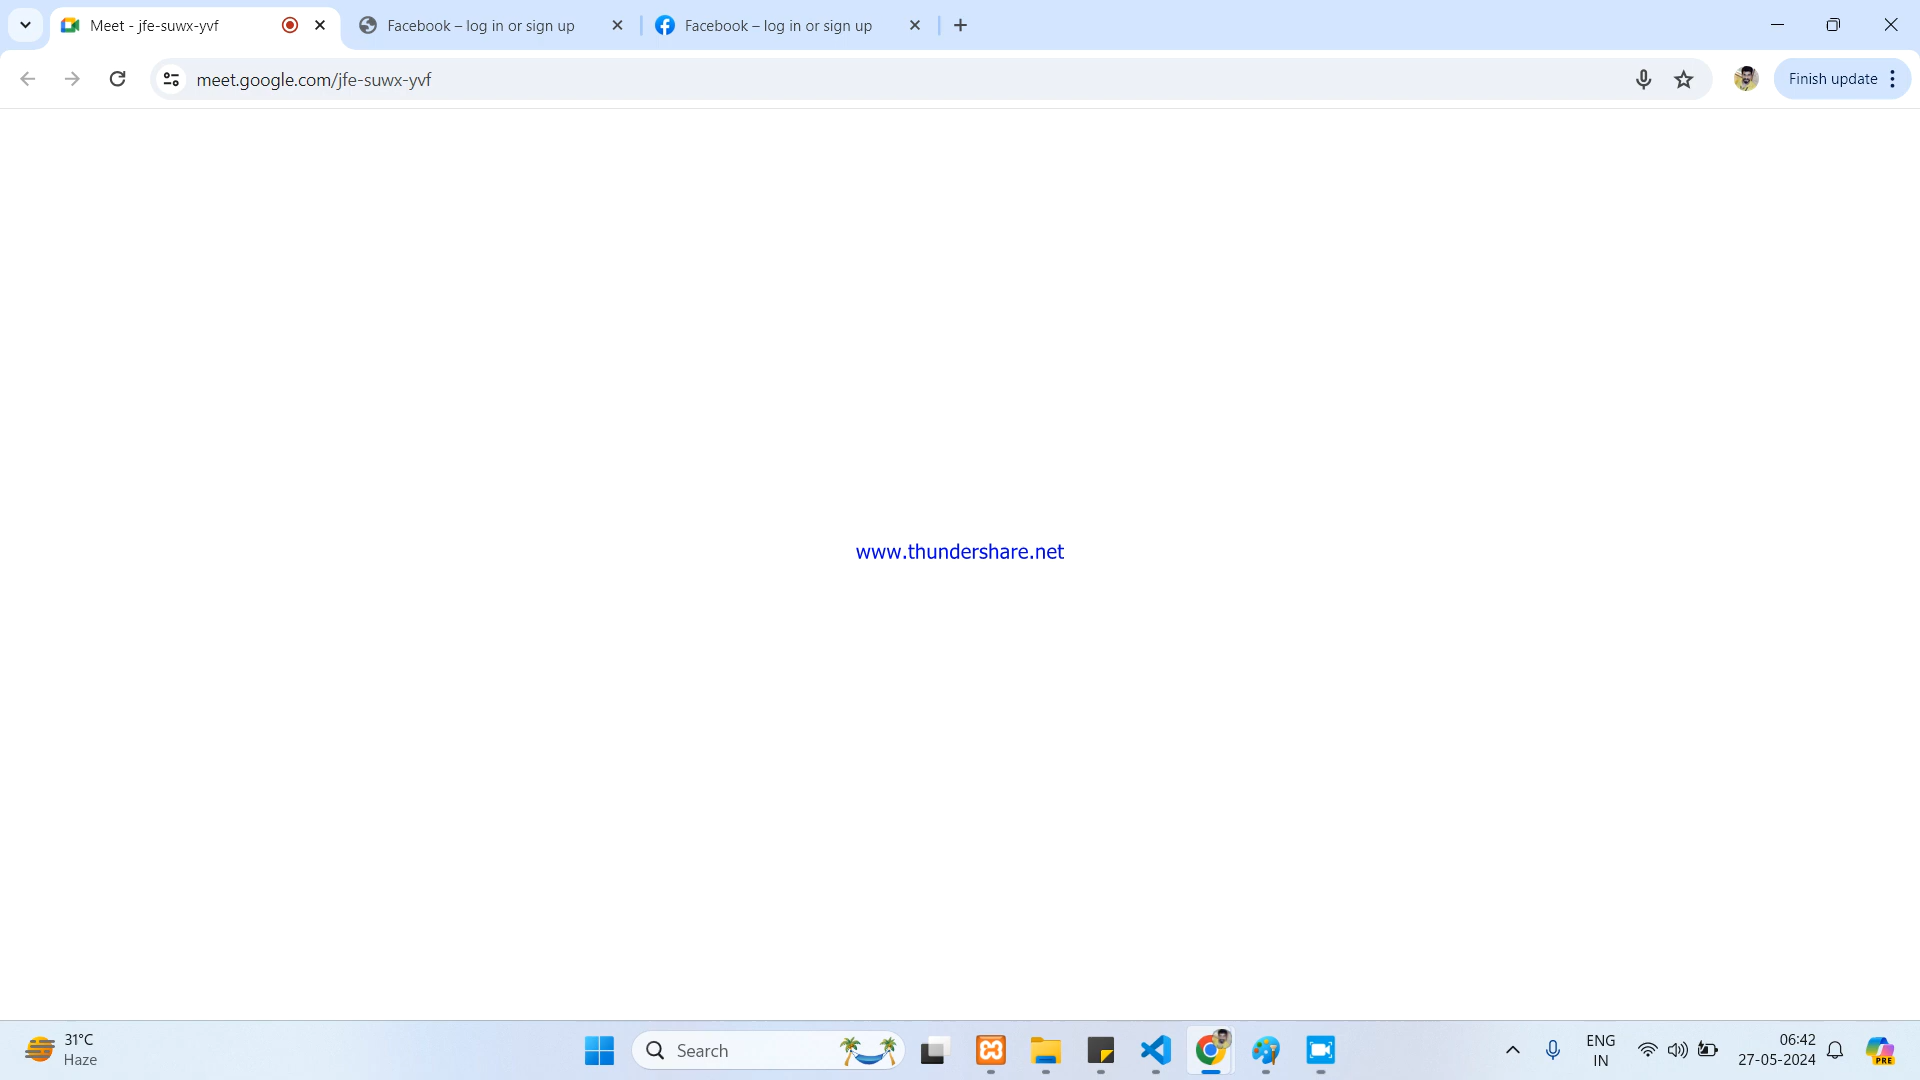 Meet - jfe-suwx-yvf
Facebook – log in or sign up
Facebook – log in or sign up
meet.google.com/jfe-suwx-yvf
Finish update
www.thundershare.net
31°C
Haze
Search
ENG
IN
06:42
27-05-2024
PRE